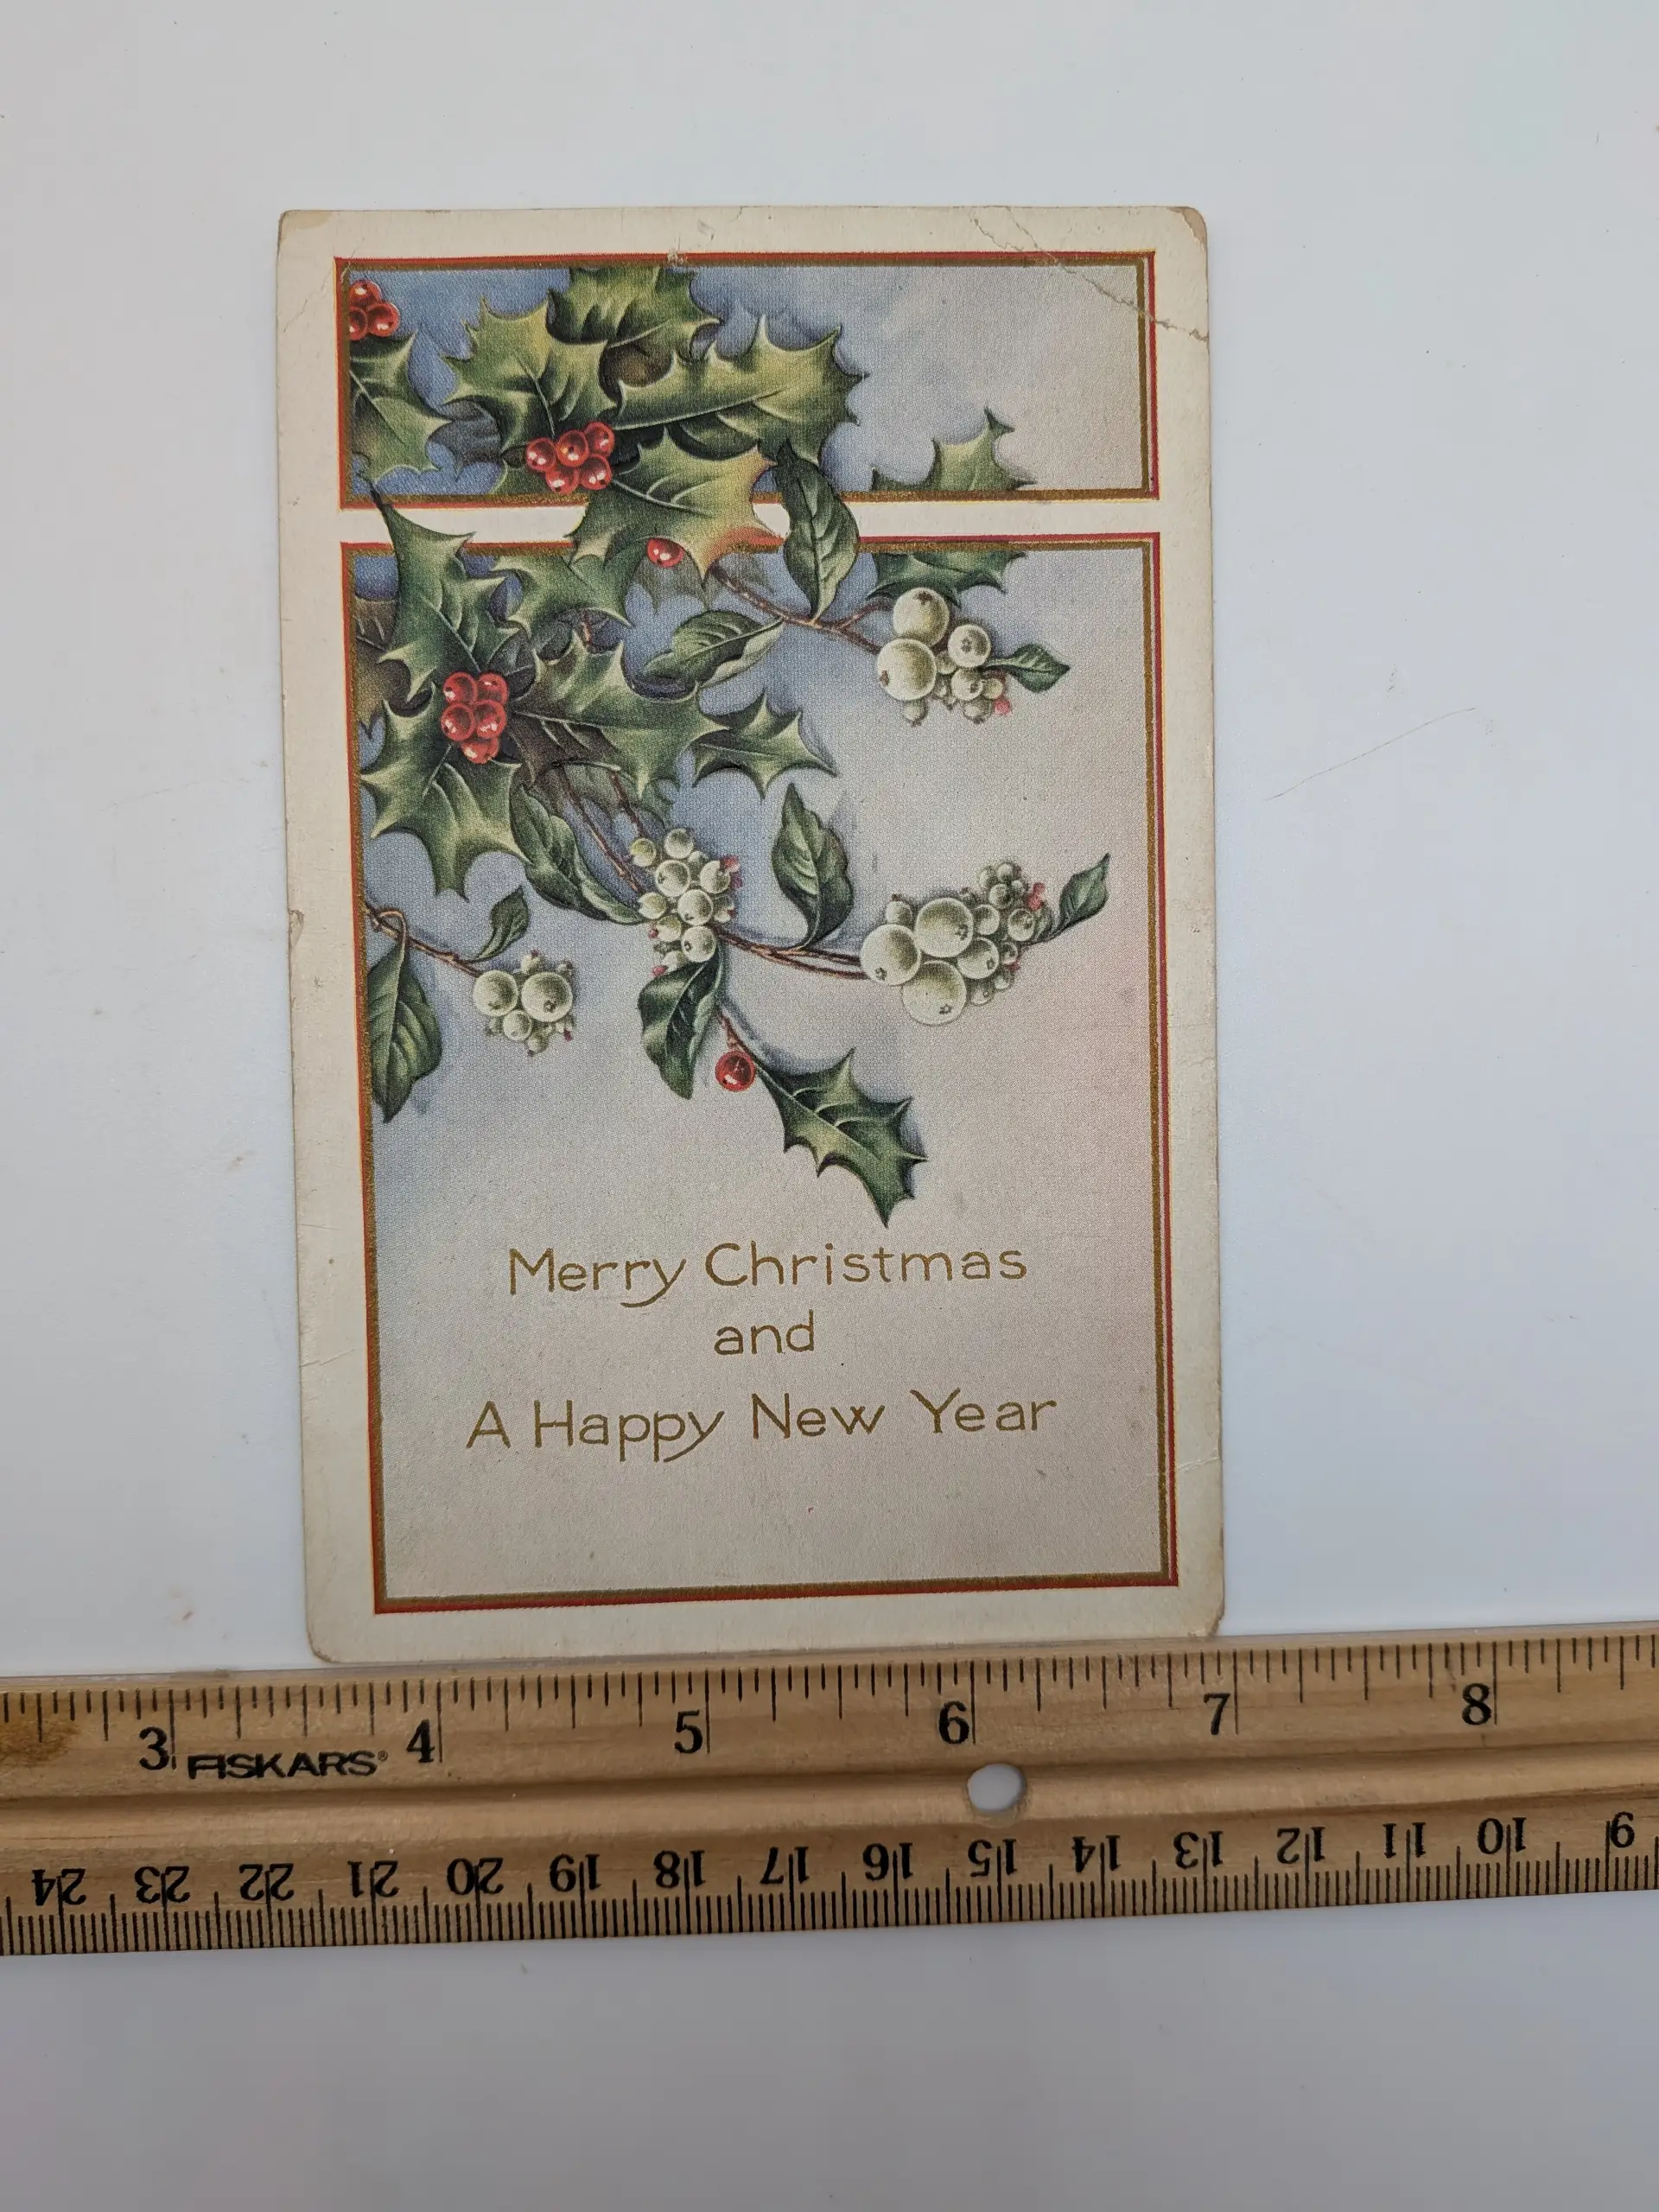 Merry Christmas
and
A Happy New Year
3 4 5 6 7 8
FISKARS®
24 23 22 21 20 19 18 17 16 15 14 13 12 11 10 9